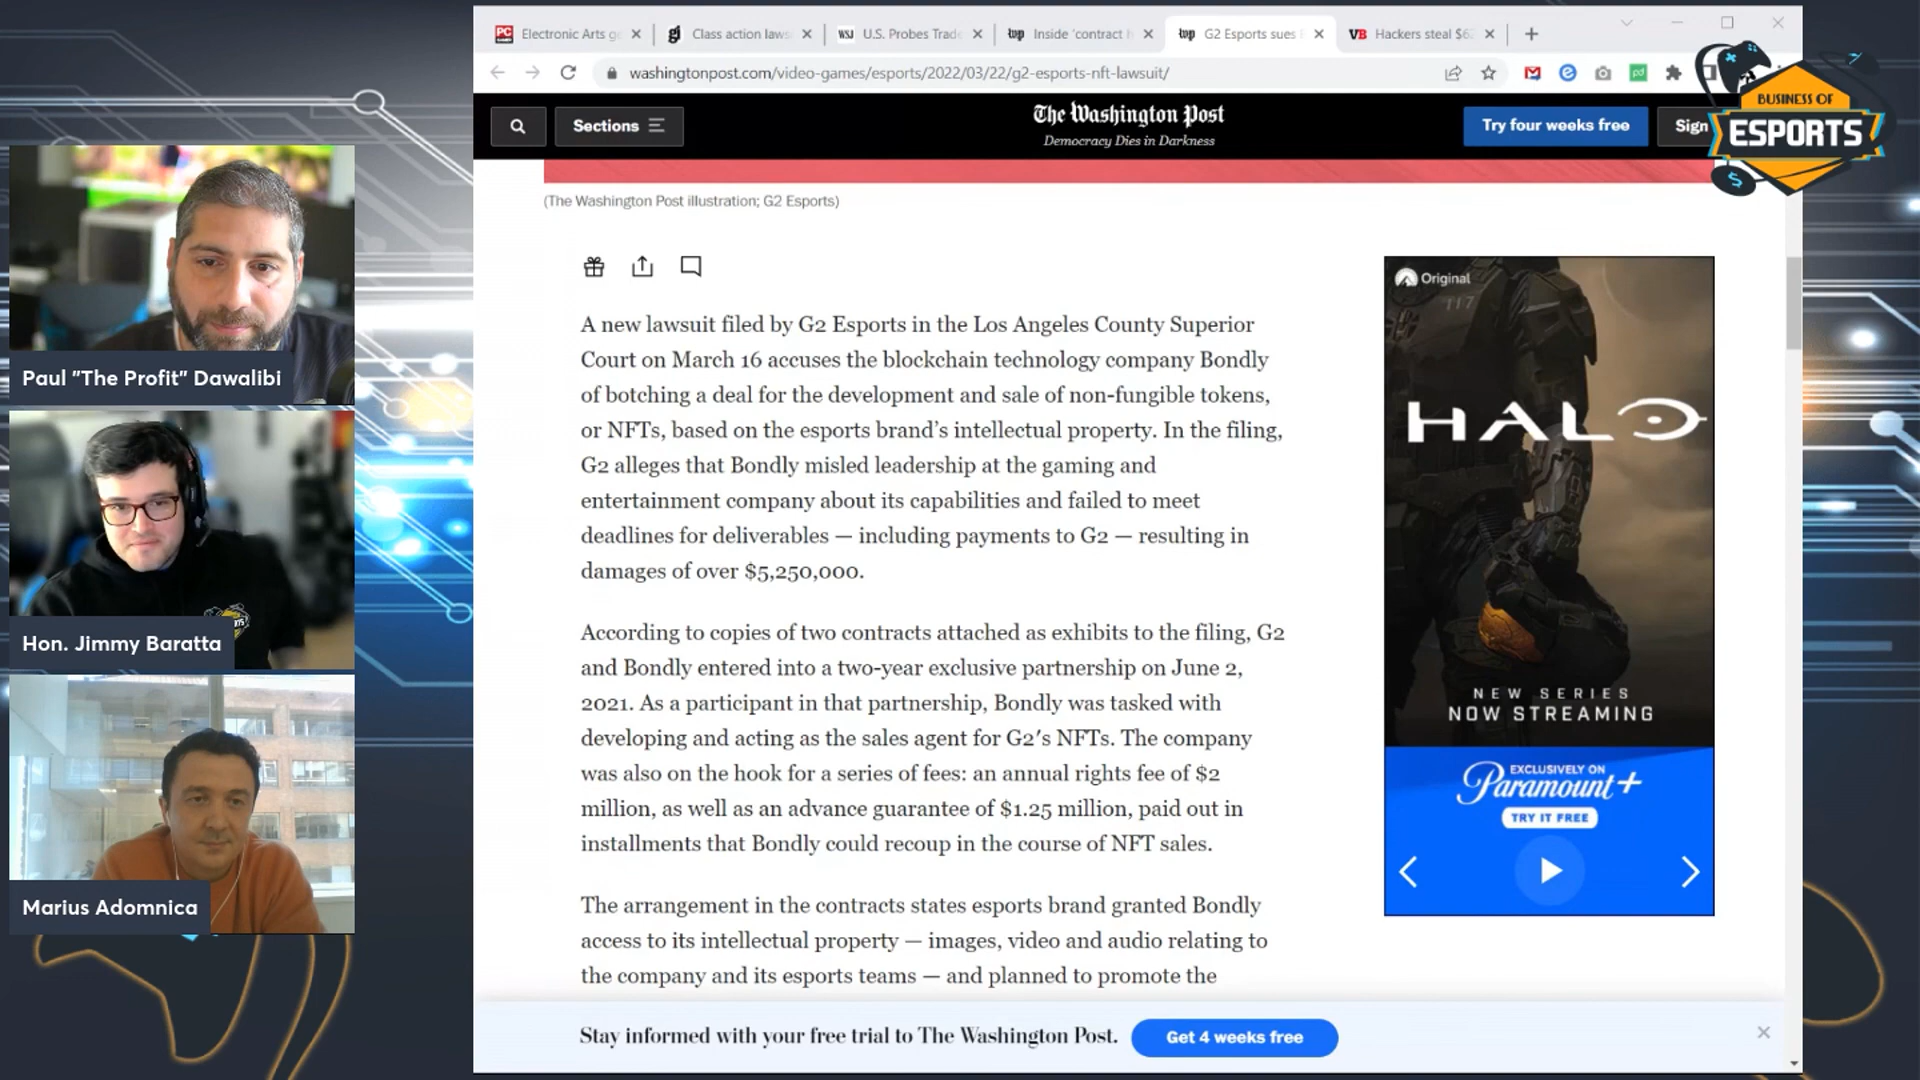 Electronic Arts
Class action laws
U.S. Probes Trad
Inside 'contract
G2 Esports sues
Hackers steal $6
washingtonpost.com/video-games/esports/2022/03/22/g2-esports-nft-lawsuit/
Sections
The Washington Post
Democracy Dies in Darkness
Try four weeks free
Sign
BUSINESS OF
ESPORTS
(The Washington Post illustration; G2 Esports)
A new lawsuit filed by G2 Esports in the Los Angeles County Superior
Court on March 16 accuses the blockchain technology company Bondly
of botching a deal for the development and sale of non-fungible tokens,
or NFTs, based on the esports brand’s intellectual property. In the filing,
G2 alleges that Bondly misled leadership at the gaming and
entertainment company about its capabilities and failed to meet
deadlines for deliverables — including payments to G2 — resulting in
damages of over $5,250,000.
According to copies of two contracts attached as exhibits to the filing, G2
and Bondly entered into a two-year exclusive partnership on June 2,
2021. As a participant in that partnership, Bondly was tasked with
developing and acting as the sales agent for G2's NFTs. The company
was also on the hook for a series of fees: an annual rights fee of $2
million, as well as an advance guarantee of $1.25 million, paid out in
installments that Bondly could recoup in the course of NFT sales.
The arrangement in the contracts states esports brand granted Bondly
access to its intellectual property — images, video and audio relating to
the company and its esports teams — and planned to promote the
Original
117
HALO
NEW SERIES
NOW STREAMING
EXCLUSIVELY ON
Paramount+
TRY IT FREE
Stay informed with your free trial to The Washington Post.
Get 4 weeks free
Paul "The Profit" Dawalibi
Hon. Jimmy Baratta
Marius Adomnica